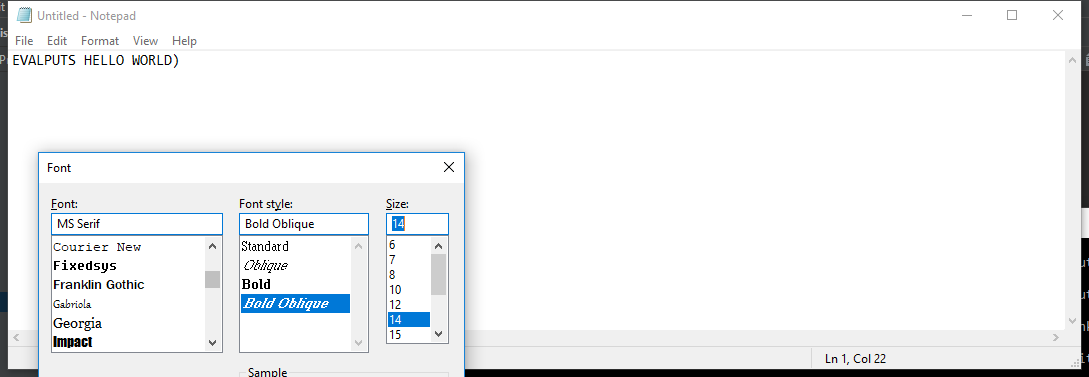 Untitled - Notepad
File Edit Format View Help
EVALPUTS HELLO WORLD)
Font
Font: Font style: Size:
MS Serif Bold Oblique 14
Courier New Standard 6
Fixedsys Oblique 7
Franklin Gothic Bold 8
Gabriola Bold Oblique 10
Georgia 12
Impact 14
15
Sample
Ln 1, Col 22